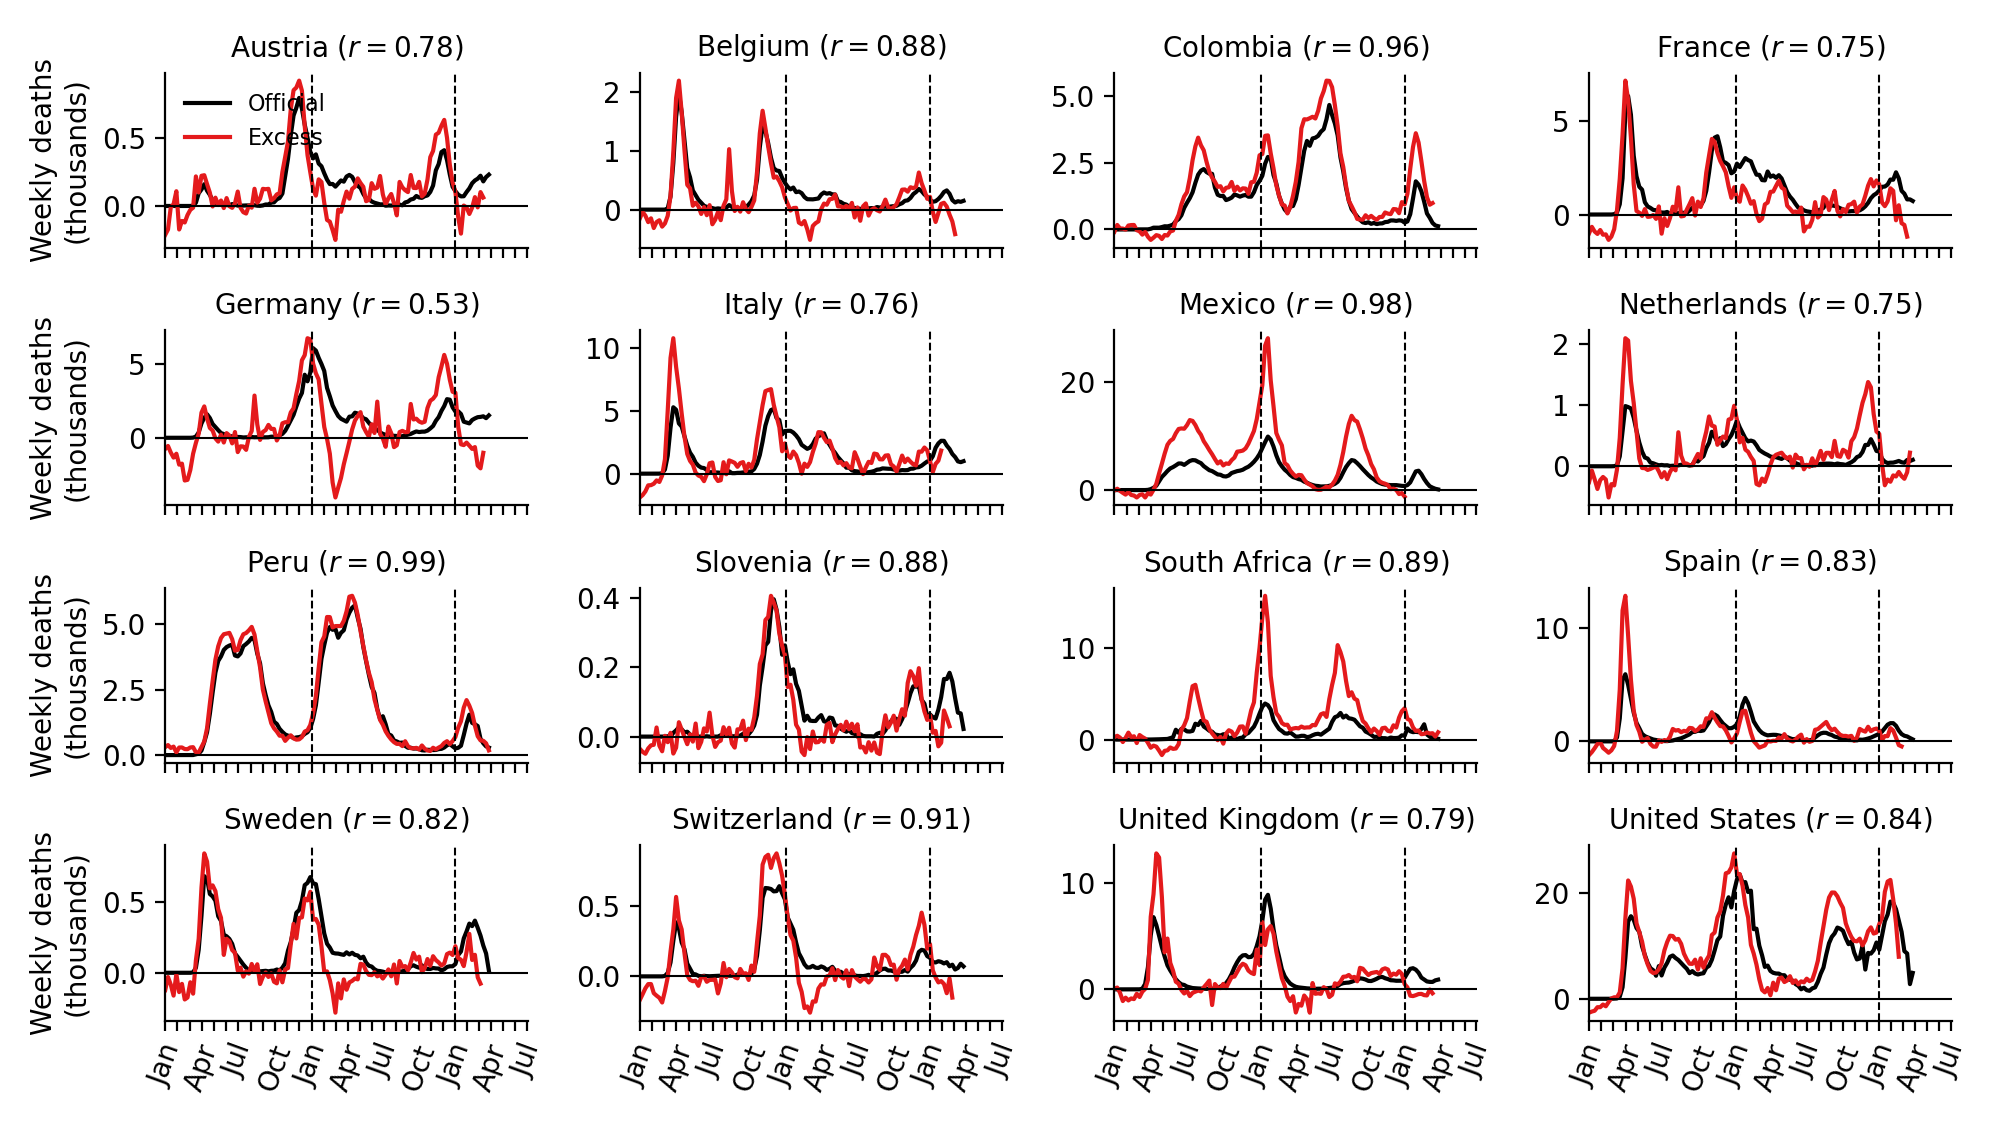 Austria (r = 0.78)
Belgium (r = 0.88)
Colombia (r = 0.96)
France (r = 0.75)
Weekly deaths
(thousands)
0.5
0.0
Official
Excess
2
1
0
5.0
2.5
0.0
5
0
Germany (r = 0.53)
Italy (r = 0.76)
Mexico (r = 0.98)
Netherlands (r = 0.75)
Weekly deaths
(thousands)
5
0
10
5
0
20
0
2
1
0
Peru (r = 0.99)
Slovenia (r = 0.88)
South Africa (r = 0.89)
Spain (r = 0.83)
Weekly deaths
(thousands)
5.0
2.5
0.0
0.4
0.2
0.0
10
0
10
0
Sweden (r = 0.82)
Switzerland (r = 0.91)
United Kingdom (r = 0.79)
United States (r = 0.84)
Weekly deaths
(thousands)
0.5
0.0
0.5
0.0
10
0
20
0
Jan Apr Jul Oct Jan Apr Jul Oct Jan Apr Jul
Jan Apr Jul Oct Jan Apr Jul Oct Jan Apr Jul
Jan Apr Jul Oct Jan Apr Jul Oct Jan Apr Jul
Jan Apr Jul Oct Jan Apr Jul Oct Jan Apr Jul